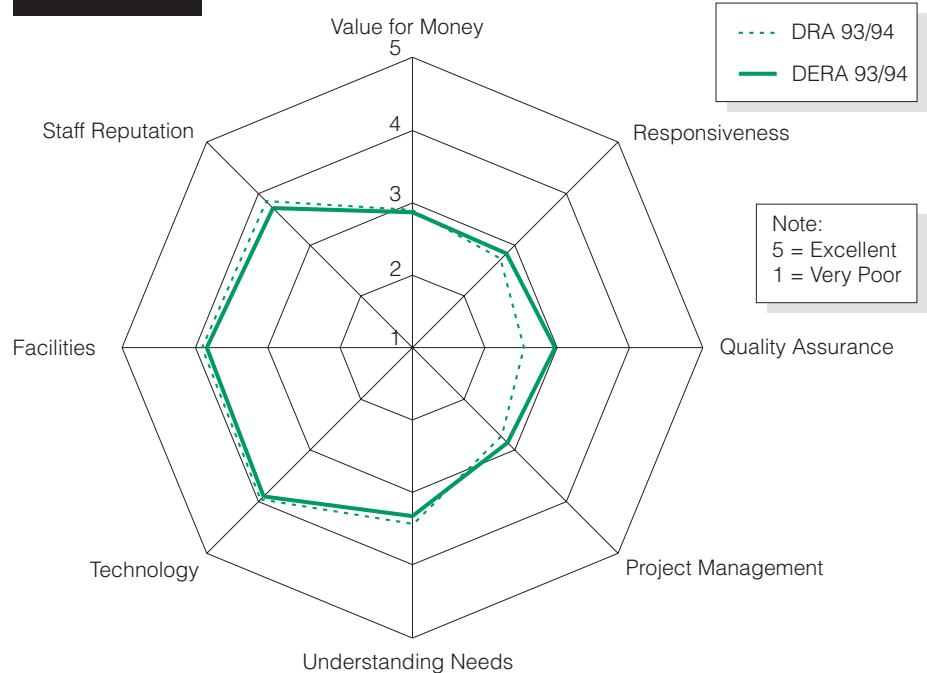 Value for Money
5
DRA 93/94
DERA 93/94
Staff Reputation
4
Responsiveness
3
Note:
5 = Excellent
1 = Very Poor
2
1
Facilities
Quality Assurance
Technology
Project Management
Understanding Needs